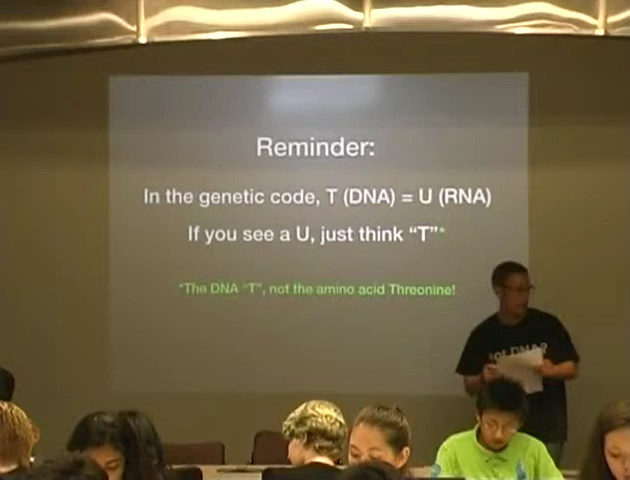 Reminder:
In the genetic code, T (DNA) = U (RNA)
If you see a U, just think “T”*
*The DNA “T”, not the amino acid Threonine!
DNA?